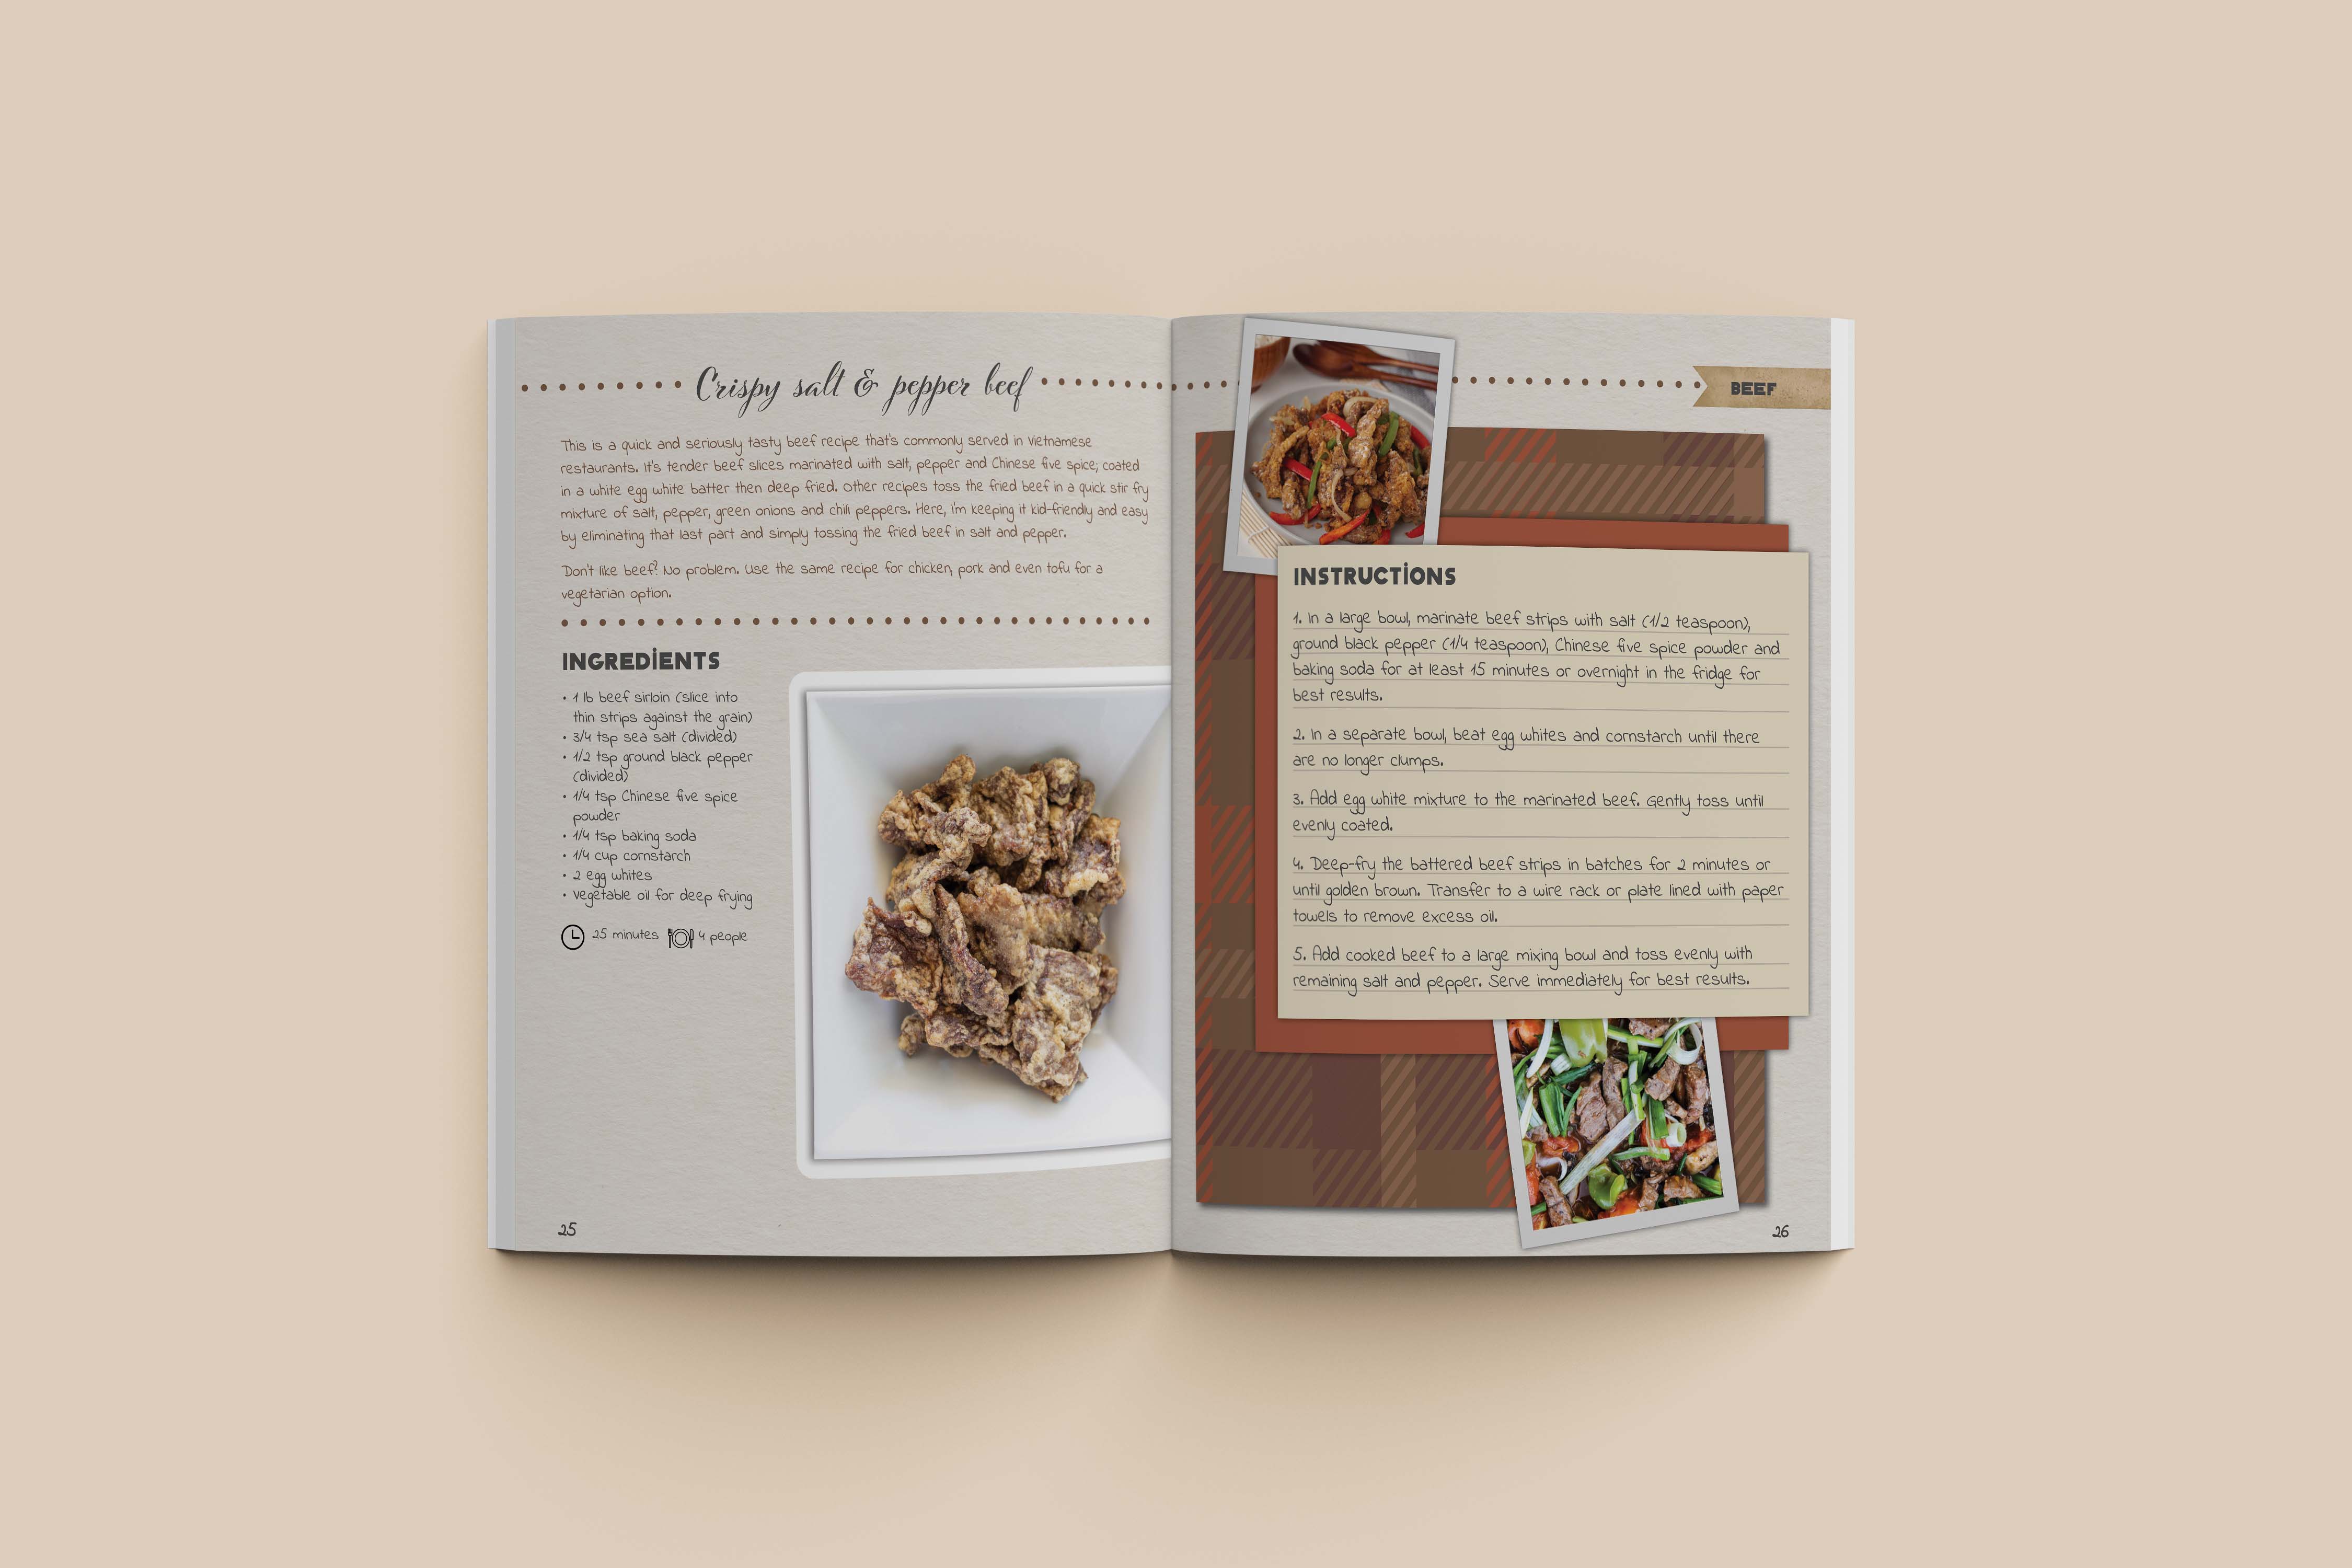 Crispy salt & pepper beef
This is a quick and seriously tasty beef recipe that's commonly served in Vietnamese
restaurants. It's tender beef slices marinated with salt, pepper and Chinese five spice; coated
in a white egg white batter then deep fried. Other recipes toss the fried beef in a quick stir fry
mixture of salt, pepper, green onions and chili peppers. Here, I'm keeping it kid-friendly and easy
by eliminating that last part and simply tossing the fried beef in salt and pepper.
Don't like beef? No problem. Use the same recipe for chicken, pork and even tofu for a
vegetarian option.
INGREDIENTS
• 1 lb beef sirloin (slice into
thin strips against the grain)
• 3/4 tsp sea salt (divided)
• 1/2 tsp ground black pepper
(divided)
• 1/4 tsp Chinese five spice
powder
• 1/4 tsp baking soda
• 1/4 cup cornstarch
• 2 egg whites
• Vegetable oil for deep frying
25 minutes 4 people
25
BEEF
INSTRUCTIONS
1. In a large bowl, marinate beef strips with salt (1/2 teaspoon),
ground black pepper (1/4 teaspoon), Chinese five spice powder and
baking soda for at least 15 minutes or overnight in the fridge for
best results.
2. In a separate bowl, beat egg whites and cornstarch until there
are no longer clumps.
3. Add egg white mixture to the marinated beef. Gently toss until
evenly coated.
4. Deep-fry the battered beef strips in batches for 2 minutes or
until golden brown. Transfer to a wire rack or plate lined with paper
towels to remove excess oil.
5. Add cooked beef to a large mixing bowl and toss evenly with
remaining salt and pepper. Serve immediately for best results.
26